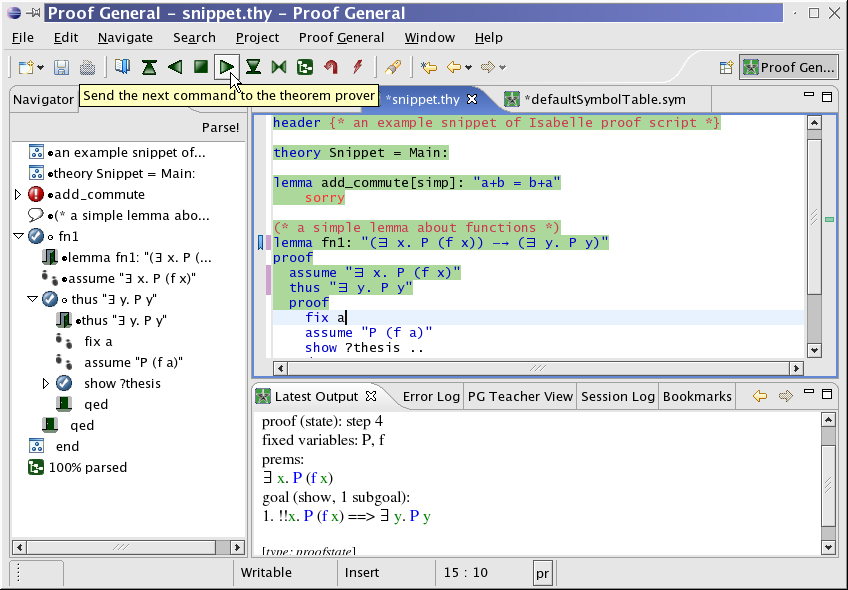 Proof General – snippet.thy – Proof General
File Edit Navigate Search Project Proof General Window Help
Proof Gen...
Send the next command to the theorem prover
Navigator
*snippet.thy
*defaultSymbolTable.sym
Parse!
an example snippet of...
theory Snippet = Main:
add_commute
(* a simple lemma abo...
fn1
lemma fn1: "(∃ x. P (...
assume "∃ x. P (f x)"
thus "∃ y. P y"
thus "∃ y. P y"
fix a
assume "P (f a)"
show ?thesis
qed
qed
end
100% parsed
header {* an example snippet of Isabelle proof script *}
theory Snippet = Main:
lemma add_commute[simp]: "a+b = b+a"
sorry
(* a simple lemma about functions *)
lemma fn1: "(∃ x. P (f x)) ⟶ (∃ y. P y)"
proof
assume "∃ x. P (f x)"
thus "∃ y. P y"
proof
fix a
assume "P (f a)"
show ?thesis ..
Latest Output Error Log PG Teacher View Session Log Bookmarks
proof (state): step 4
fixed variables: P, f
prems:
∃ x. P (f x)
goal (show, 1 subgoal):
1. !!x. P (f x) ==> ∃ y. P y
[type: proofstate]
Writable Insert 15 : 10 pr